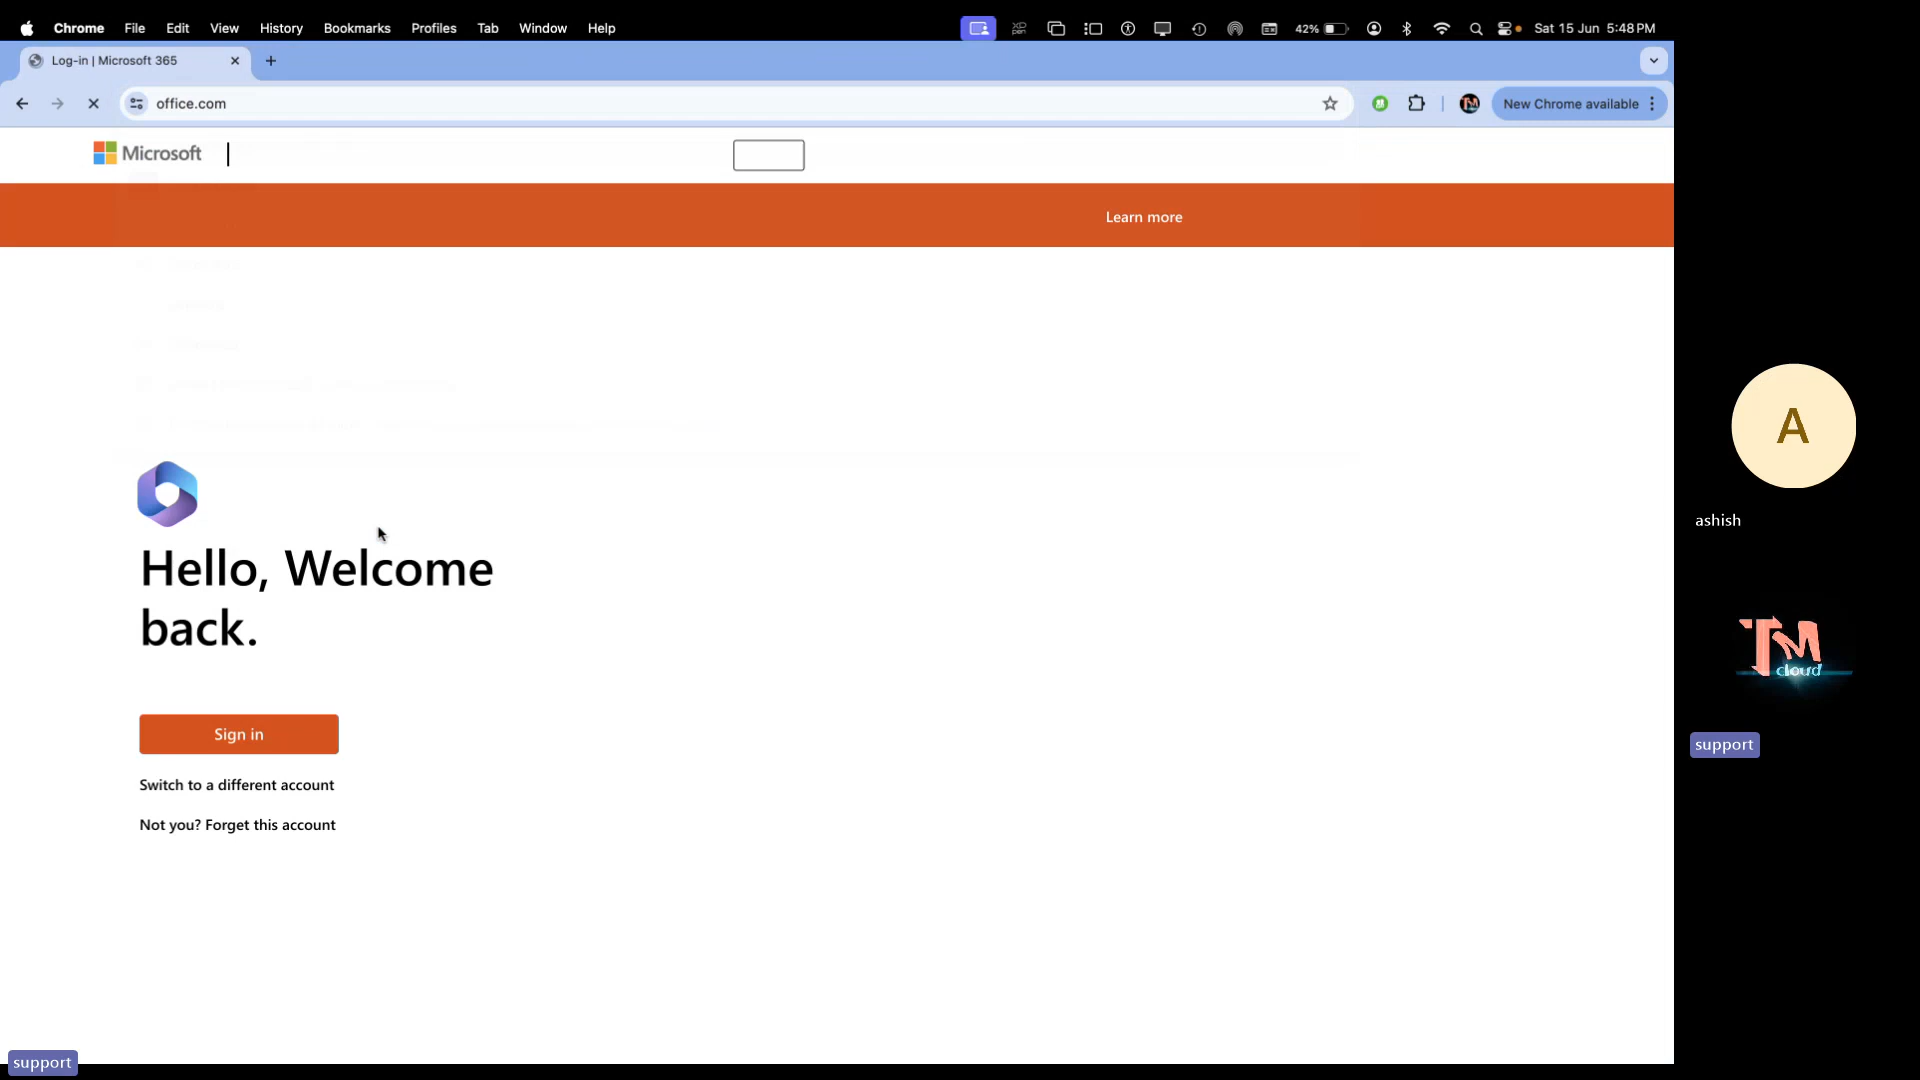 Chrome File Edit View History Bookmarks Profiles Tab Window Help 42% Sat 15 Jun 5:48 PM
Log-in | Microsoft 365
office.com
New Chrome available
Microsoft
Learn more
Hello, Welcome
back.
Sign in
Switch to a different account
Not you? Forget this account
A
ashish
TM
cloud
support
support